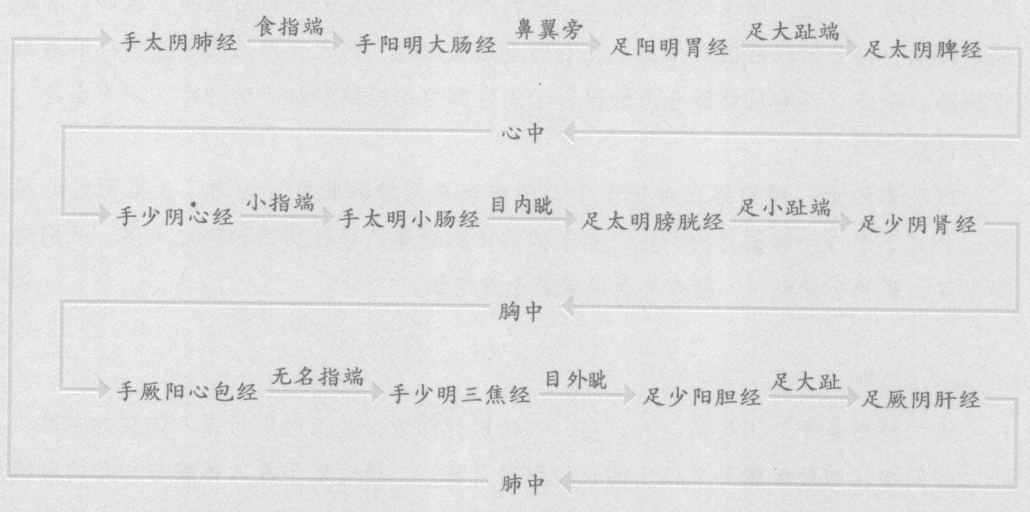 手太阴肺经 食指端 手阳明大肠经 鼻翼旁 足阳明胃经 足大趾端 足太阴脾经
心中
手少阴心经 小指端 手太明小肠经 目内眦 足太明膀胱经 足小趾端 足少阴肾经
胸中
手厥阳心包经 无名指端 手少明三焦经 目外眦 足少阳胆经 足大趾 足厥阴肝经
肺中